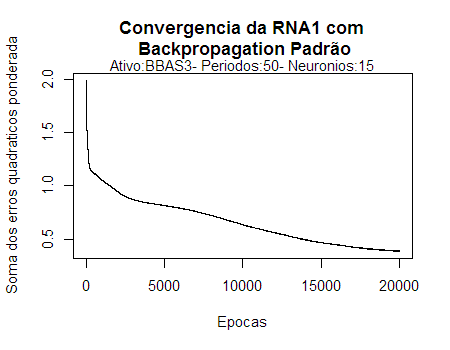 Convergencia da RNA1 com
Backpropagation Padrão
Ativo:BBAS3- Periodos:50- Neuronios:15
Soma dos erros quadraticos ponderada
2.0
1.5
1.0
0.5
0 5000 10000 15000 20000
Epocas